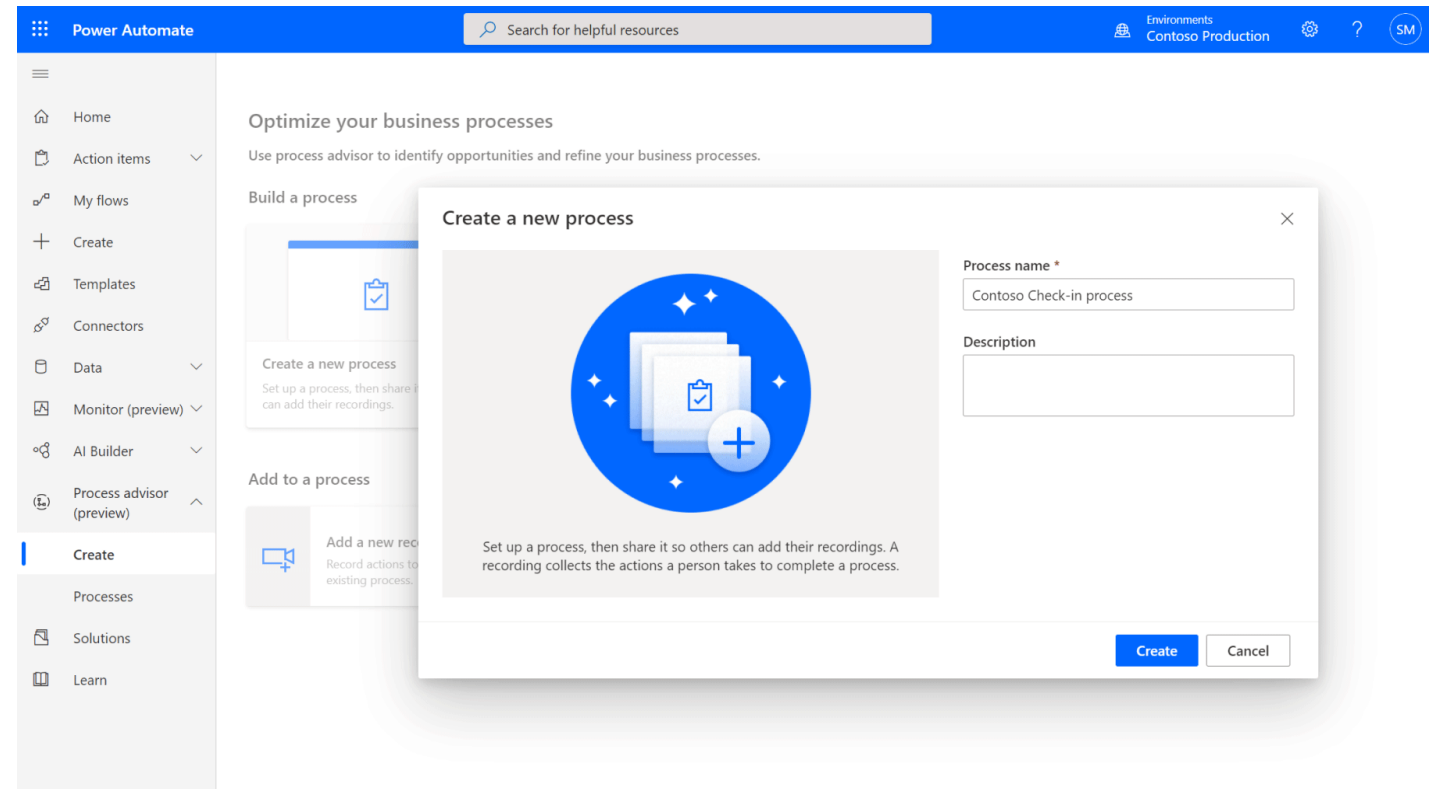 Power Automate
Search for helpful resources
Environments
Contoso Production
SM
Home
Action items
My flows
Create
Templates
Connectors
Data
Monitor (preview)
AI Builder
Process advisor
(preview)
Create
Processes
Solutions
Learn
Optimize your business processes
Use process advisor to identify opportunities and refine your business processes.
Build a process
Create a new process
Set up a process, then share
can add their recordings.
Add to a process
Add a new
Record actions to
existing process.
Create a new process
Set up a process, then share it so others can add their recordings. A
recording collects the actions a person takes to complete a process.
Process name *
Contoso Check-in process
Description
Create
Cancel